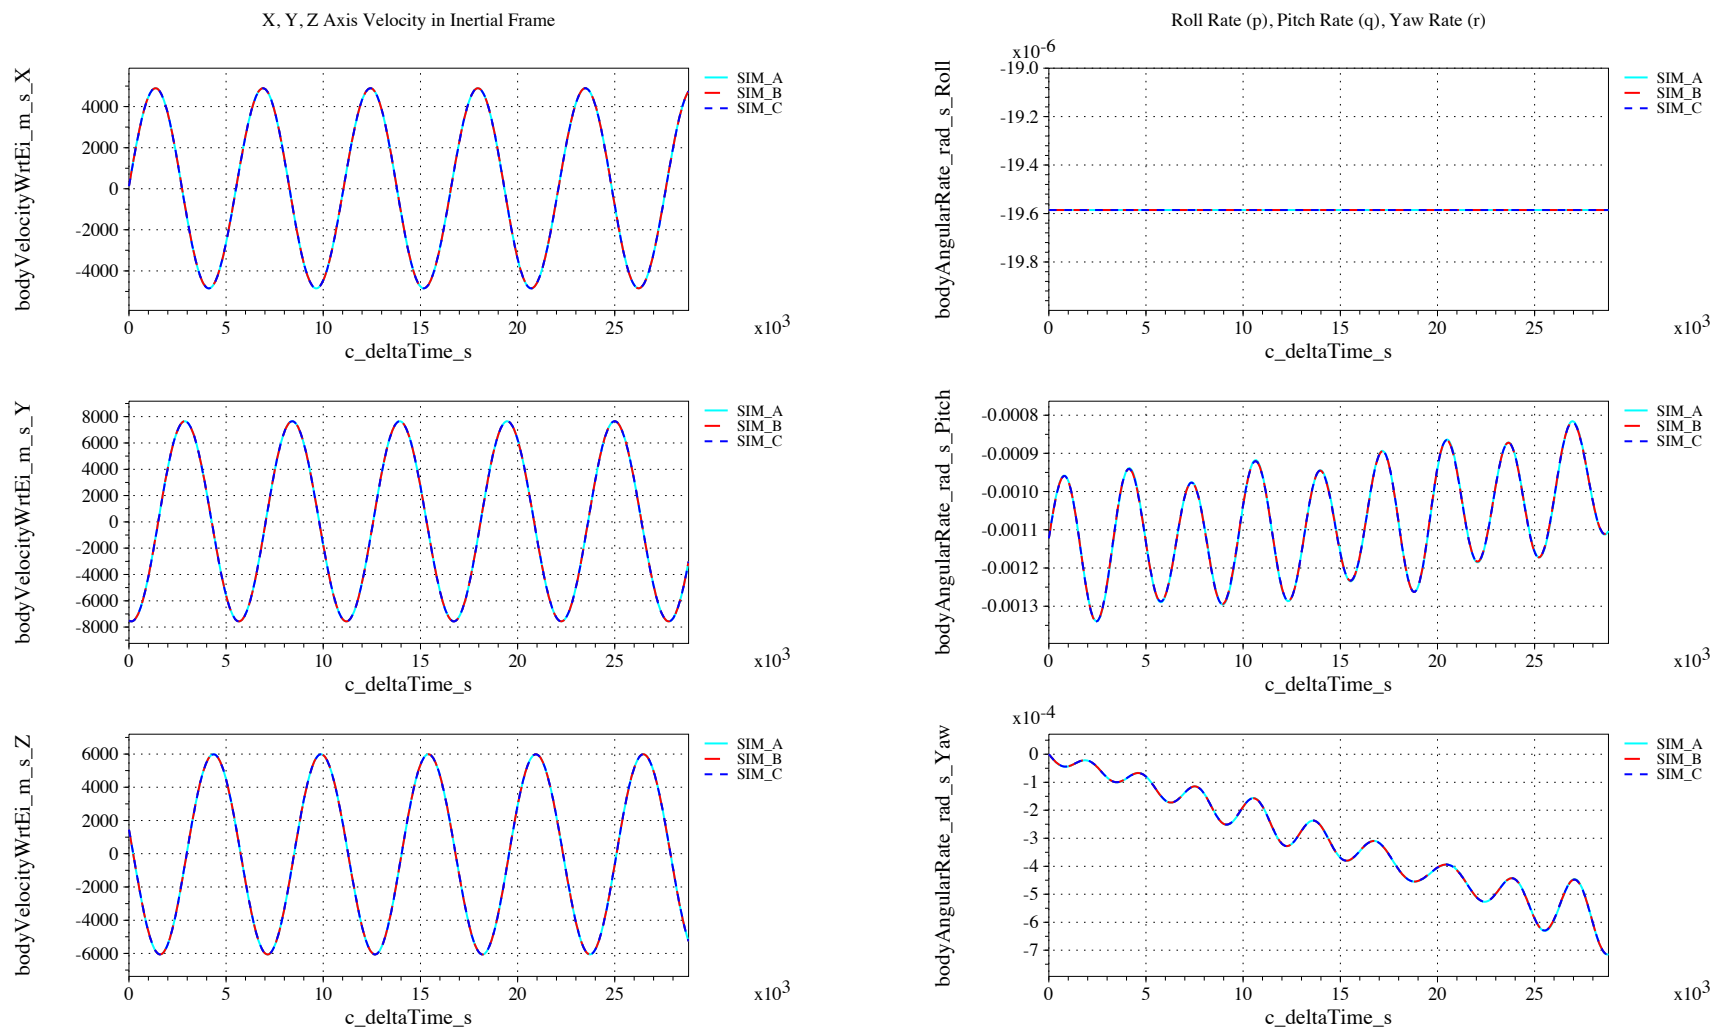 X, Y, Z Axis Velocity in Inertial Frame
bodyVelocityWrtEi_m_s_X
4000
2000
0
-2000
-4000
0 5 10 15 20 25
x10^3
c_deltaTime_s
SIM_A
SIM_B
SIM_C
bodyVelocityWrtEi_m_s_Y
8000
6000
4000
2000
0
-2000
-4000
-6000
-8000
0 5 10 15 20 25
x10^3
c_deltaTime_s
SIM_A
SIM_B
SIM_C
bodyVelocityWrtEi_m_s_Z
6000
4000
2000
0
-2000
-4000
-6000
0 5 10 15 20 25
x10^3
c_deltaTime_s
SIM_A
SIM_B
SIM_C
Roll Rate (p), Pitch Rate (q), Yaw Rate (r)
x10^-6
bodyAngularRate_rad_s_Roll
-19.0
-19.2
-19.4
-19.6
-19.8
0 5 10 15 20 25
x10^3
c_deltaTime_s
SIM_A
SIM_B
SIM_C
bodyAngularRate_rad_s_Pitch
-0.0008
-0.0009
-0.0010
-0.0011
-0.0012
-0.0013
0 5 10 15 20 25
x10^3
c_deltaTime_s
SIM_A
SIM_B
SIM_C
x10^-4
bodyAngularRate_rad_s_Yaw
0
-1
-2
-3
-4
-5
-6
-7
0 5 10 15 20 25
x10^3
c_deltaTime_s
SIM_A
SIM_B
SIM_C